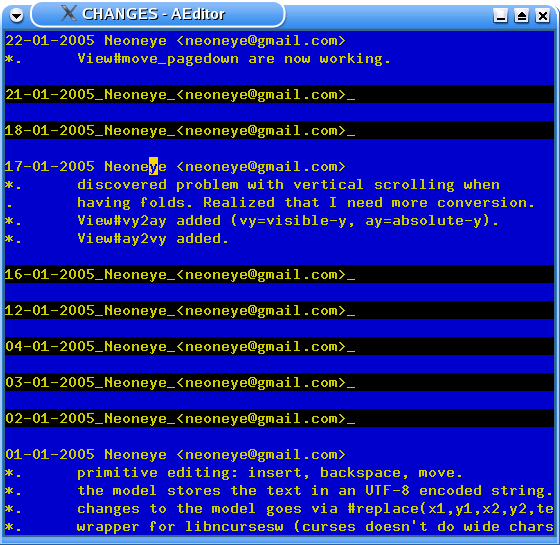 CHANGES - AEditor
22-01-2005 Neoneye <neoneye@gmail.com>
*. View#move_pagedown are now working.
21-01-2005_Neoneye_<neoneye@gmail.com>_
18-01-2005_Neoneye_<neoneye@gmail.com>_
17-01-2005 Neoneye <neoneye@gmail.com>
*. discovered problem with vertical scrolling when
. having folds. Realized that I need more conversion.
*. View#vy2ay added (vy=visible-y, ay=absolute-y).
*. View#ay2vy added.
16-01-2005_Neoneye_<neoneye@gmail.com>_
12-01-2005_Neoneye_<neoneye@gmail.com>_
04-01-2005_Neoneye_<neoneye@gmail.com>_
03-01-2005_Neoneye_<neoneye@gmail.com>_
02-01-2005_Neoneye_<neoneye@gmail.com>_
01-01-2005 Neoneye <neoneye@gmail.com>
*. primitive editing: insert, backspace, move.
*. the model stores the text in an UTF-8 encoded string.
*. changes to the model goes via #replace(x1,y1,x2,y2,te
*. wrapper for libncursesw (curses doesn't do wide chars